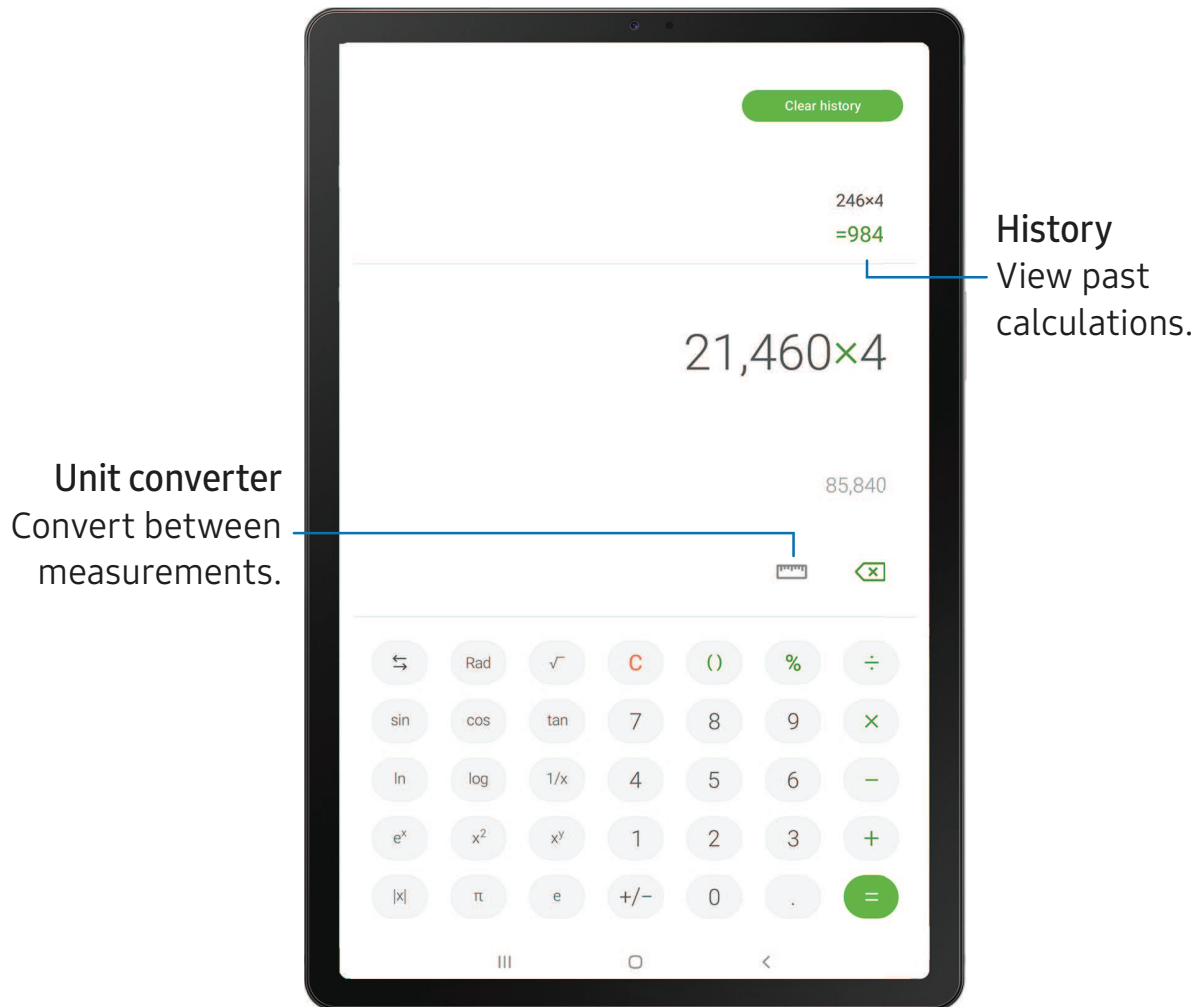 Clear history
246×4
=984
History
View past
calculations.
21,460×4
Unit converter
Convert between
measurements.
85,840
⇆ Rad √ C () % ÷
sin cos tan 7 8 9 ×
ln log 1/x 4 5 6 −
eˣ x² xʸ 1 2 3 +
|x| π e +/− 0 . =